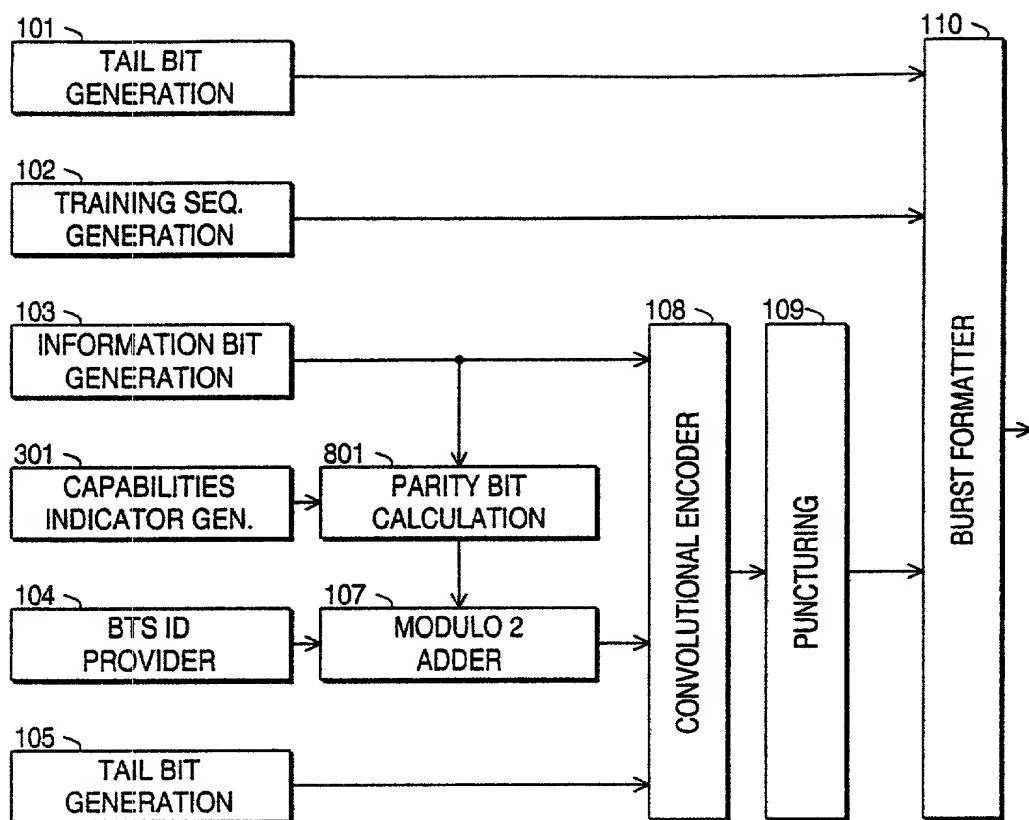 101
TAIL BIT
GENERATION
102
TRAINING SEQ.
GENERATION
103
INFORMATION BIT
GENERATION
301
CAPABILITIES
INDICATOR GEN.
801
PARITY BIT
CALCULATION
104
BTS ID
PROVIDER
107
MODULO 2
ADDER
105
TAIL BIT
GENERATION
108
CONVOLUTIONAL ENCODER
109
PUNCTURING
110
BURST FORMATTER